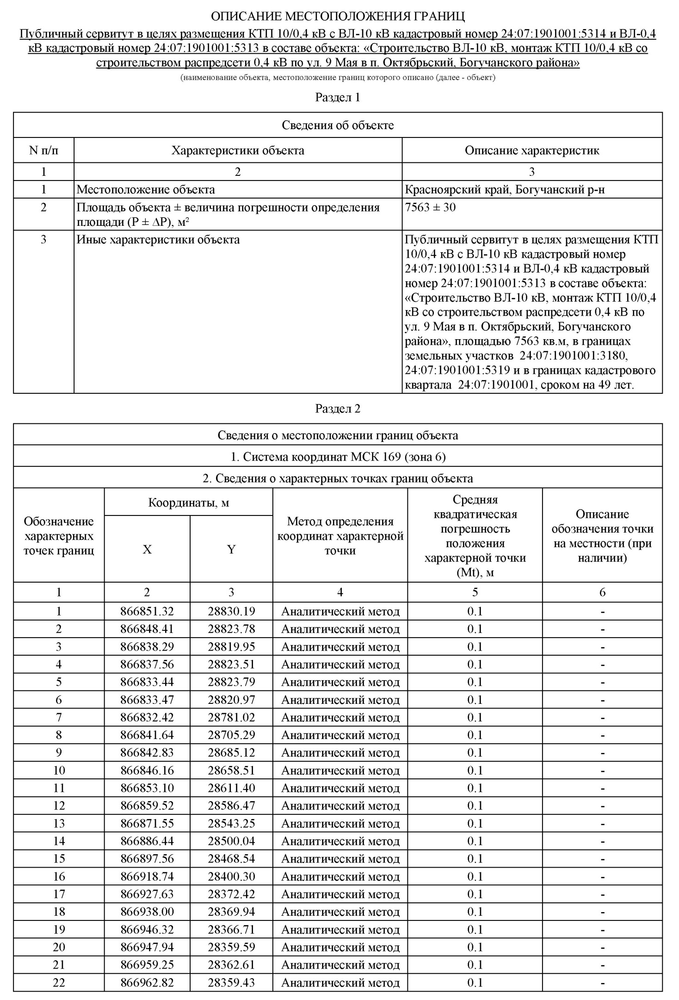 ОПИСАНИЕ МЕСТОПОЛОЖЕНИЯ ГРАНИЦ
Публичный сервитут в целях размещения КТП 10/0,4 кВ с ВЛ-10 кВ кадастровый номер 24:07:1901001:5314 и ВЛ-0,4
кВ кадастровый номер 24:07:1901001:5313 в составе объекта: «Строительство ВЛ-10 кВ, монтаж КТП 10/0,4 кВ со
строительством распредсети 0,4 кВ по ул. 9 Мая в п. Октябрьский, Богучанского района»
(наименование объекта, местоположение границ которого описано (далее - объект)
Раздел 1
Сведения об объекте
N п/п Характеристики объекта Описание характеристик
1 2 3
1 Местоположение объекта Красноярский край, Богучанский р-н
2 Площадь объекта ± величина погрешности определения 7563 ± 30
площади (P ± ΔP), м²
3 Иные характеристики объекта Публичный сервитут в целях размещения КТП
10/0,4 кВ с ВЛ-10 кВ кадастровый номер
24:07:1901001:5314 и ВЛ-0,4 кВ кадастровый
номер 24:07:1901001:5313 в составе объекта:
«Строительство ВЛ-10 кВ, монтаж КТП 10/0,4
кВ со строительством распредсети 0,4 кВ по
ул. 9 Мая в п. Октябрьский, Богучанского
района», площадью 7563 кв.м, в границах
земельных участков 24:07:1901001:3180,
24:07:1901001:5319 и в границах кадастрового
квартала 24:07:1901001, сроком на 49 лет.
Раздел 2
Сведения о местоположении границ объекта
1. Система координат МСК 169 (зона 6)
2. Сведения о характерных точках границ объекта
Обозначение
характерных
точек границ
Координаты, м
X Y
Метод определения
координат характерной
точки
Средняя
квадратическая
погрешность
положения
характерной точки
(Mt), м
Описание
обозначения точки
на местности (при
наличии)
1 2 3 4 5 6
1 866851.32 28830.19 Аналитический метод 0.1 -
2 866848.41 28823.78 Аналитический метод 0.1 -
3 866838.29 28819.95 Аналитический метод 0.1 -
4 866837.56 28823.51 Аналитический метод 0.1 -
5 866833.44 28823.79 Аналитический метод 0.1 -
6 866833.47 28820.97 Аналитический метод 0.1 -
7 866832.42 28781.02 Аналитический метод 0.1 -
8 866841.64 28705.29 Аналитический метод 0.1 -
9 866842.83 28685.12 Аналитический метод 0.1 -
10 866846.16 28658.51 Аналитический метод 0.1 -
11 866853.10 28611.40 Аналитический метод 0.1 -
12 866859.52 28586.47 Аналитический метод 0.1 -
13 866871.55 28543.25 Аналитический метод 0.1 -
14 866886.44 28500.04 Аналитический метод 0.1 -
15 866897.56 28468.54 Аналитический метод 0.1 -
16 866918.74 28400.30 Аналитический метод 0.1 -
17 866927.63 28372.42 Аналитический метод 0.1 -
18 866938.00 28369.94 Аналитический метод 0.1 -
19 866946.32 28366.71 Аналитический метод 0.1 -
20 866947.94 28359.59 Аналитический метод 0.1 -
21 866959.25 28362.61 Аналитический метод 0.1 -
22 866962.82 28359.43 Аналитический метод 0.1 -